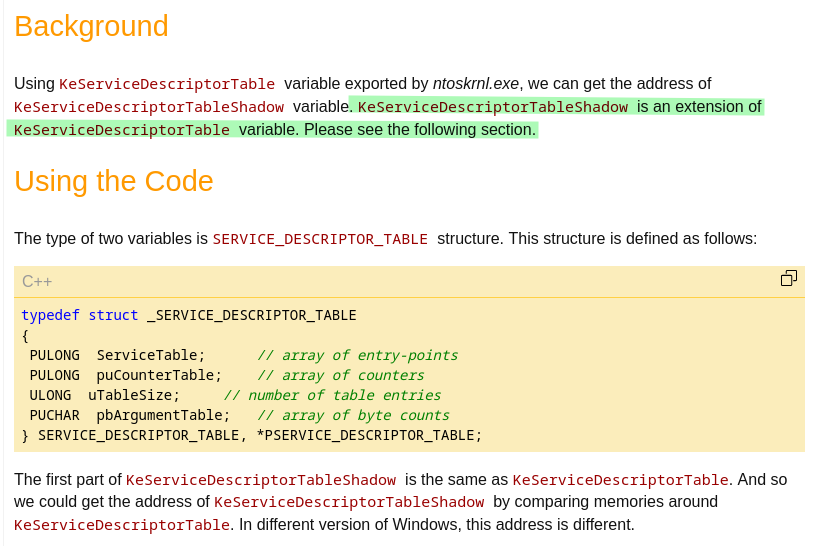 Background
Using KeServiceDescriptorTable variable exported by ntoskrnl.exe, we can get the address of
KeServiceDescriptorTableShadow variable. KeServiceDescriptorTableShadow is an extension of
KeServiceDescriptorTable variable. Please see the following section.
Using the Code
The type of two variables is SERVICE_DESCRIPTOR_TABLE structure. This structure is defined as follows:
C++
typedef struct _SERVICE_DESCRIPTOR_TABLE
{
PULONG ServiceTable; // array of entry-points
PULONG puCounterTable; // array of counters
ULONG uTableSize; // number of table entries
PUCHAR pbArgumentTable; // array of byte counts
} SERVICE_DESCRIPTOR_TABLE, *PSERVICE_DESCRIPTOR_TABLE;
The first part of KeServiceDescriptorTableShadow is the same as KeServiceDescriptorTable. And so
we could get the address of KeServiceDescriptorTableShadow by comparing memories around
KeServiceDescriptorTable. In different version of Windows, this address is different.